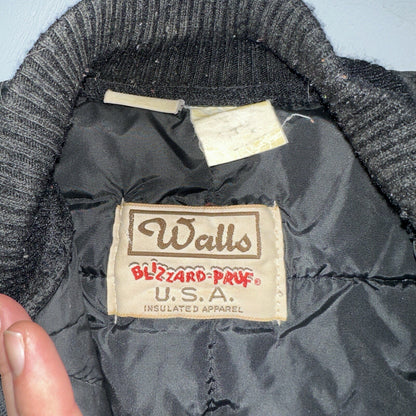 Walls
BLIZZARD-PRUF®
U.S.A.
INSULATED APPAREL